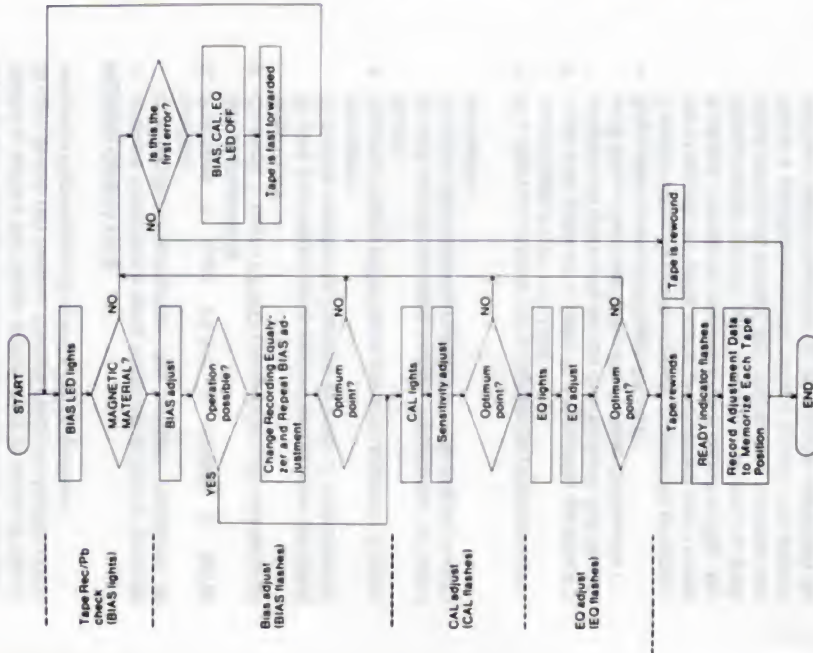 START
BIAS LED lights
MAGNETIC
MATERIAL?
NO
BIAS adjust
Operation
possible?
YES
Change Recording Equaly-
zer and Repeat BIAS ad-
justment
Optimum
point?
NO
CAL lights
Sensitivity adjust
Optimum
point?
NO
EQ lights
EQ adjust
Optimum
point?
NO
Tape rewinds
READY indicator flashes
Record Adjustment Data
to Memorize Each Tape
Position
END
Is this the
first error?
NO
BIAS, CAL, EQ
LED OFF
Tape is fast forwarded
Tape is rewound
Tape Rec/Pb
check
(BIAS lights)
Bias adjust
(BIAS flashes)
CAL adjust
(CAL flashes)
EQ adjust
(EQ flashes)